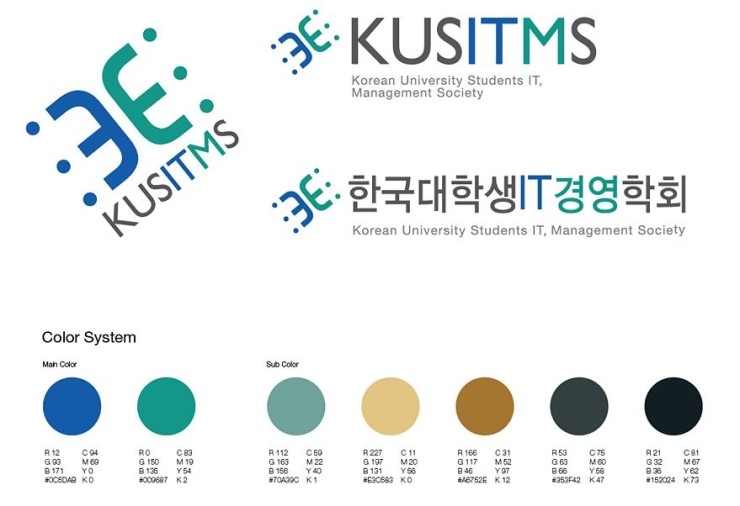 KUSITMS
KUSITMS
Korean University Students IT,
Management Society
한국대학생IT경영학회
Korean University Students IT, Management Society
Color System
Main Color
Sub Color
R 12 C 94
G 93 M 69
B 171 Y 0
#0C5DAB K 0
R 0 C 83
G 150 M 19
B 135 Y 54
#009687 K 2
R 112 C 59
G 163 M 22
B 156 Y 40
#70A39C K 1
R 227 C 11
G 197 M 20
B 131 Y 56
#E3C583 K 0
R 166 C 31
G 117 M 52
B 46 Y 97
#A6752E K 12
R 53 C 75
G 63 M 60
B 66 Y 58
#353F42 K 47
R 21 C 81
G 32 M 67
B 36 Y 62
#152024 K 73